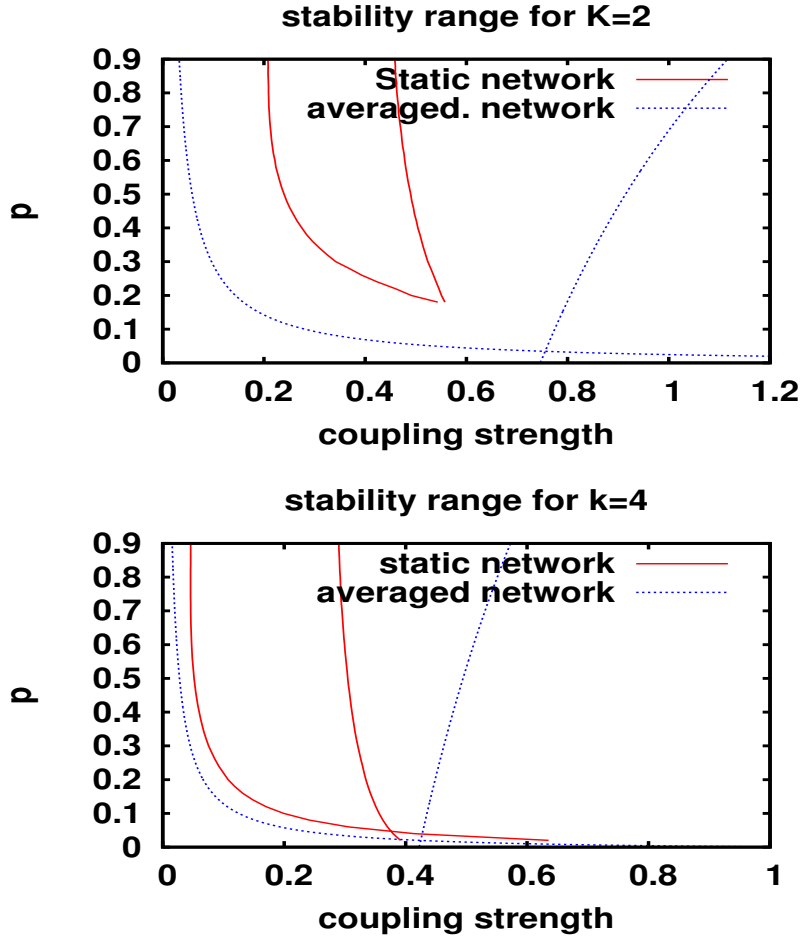 stability range for K=2
0.9
Static network
0.8
averaged. network
0.7
0.6
0.5
p
0.4
0.3
0.2
0.1
0
0 0.2 0.4 0.6 0.8 1 1.2
coupling strength
stability range for k=4
0.9
static network
0.8
averaged network
0.7
0.6
0.5
p
0.4
0.3
0.2
0.1
0
0 0.2 0.4 0.6 0.8 1
coupling strength